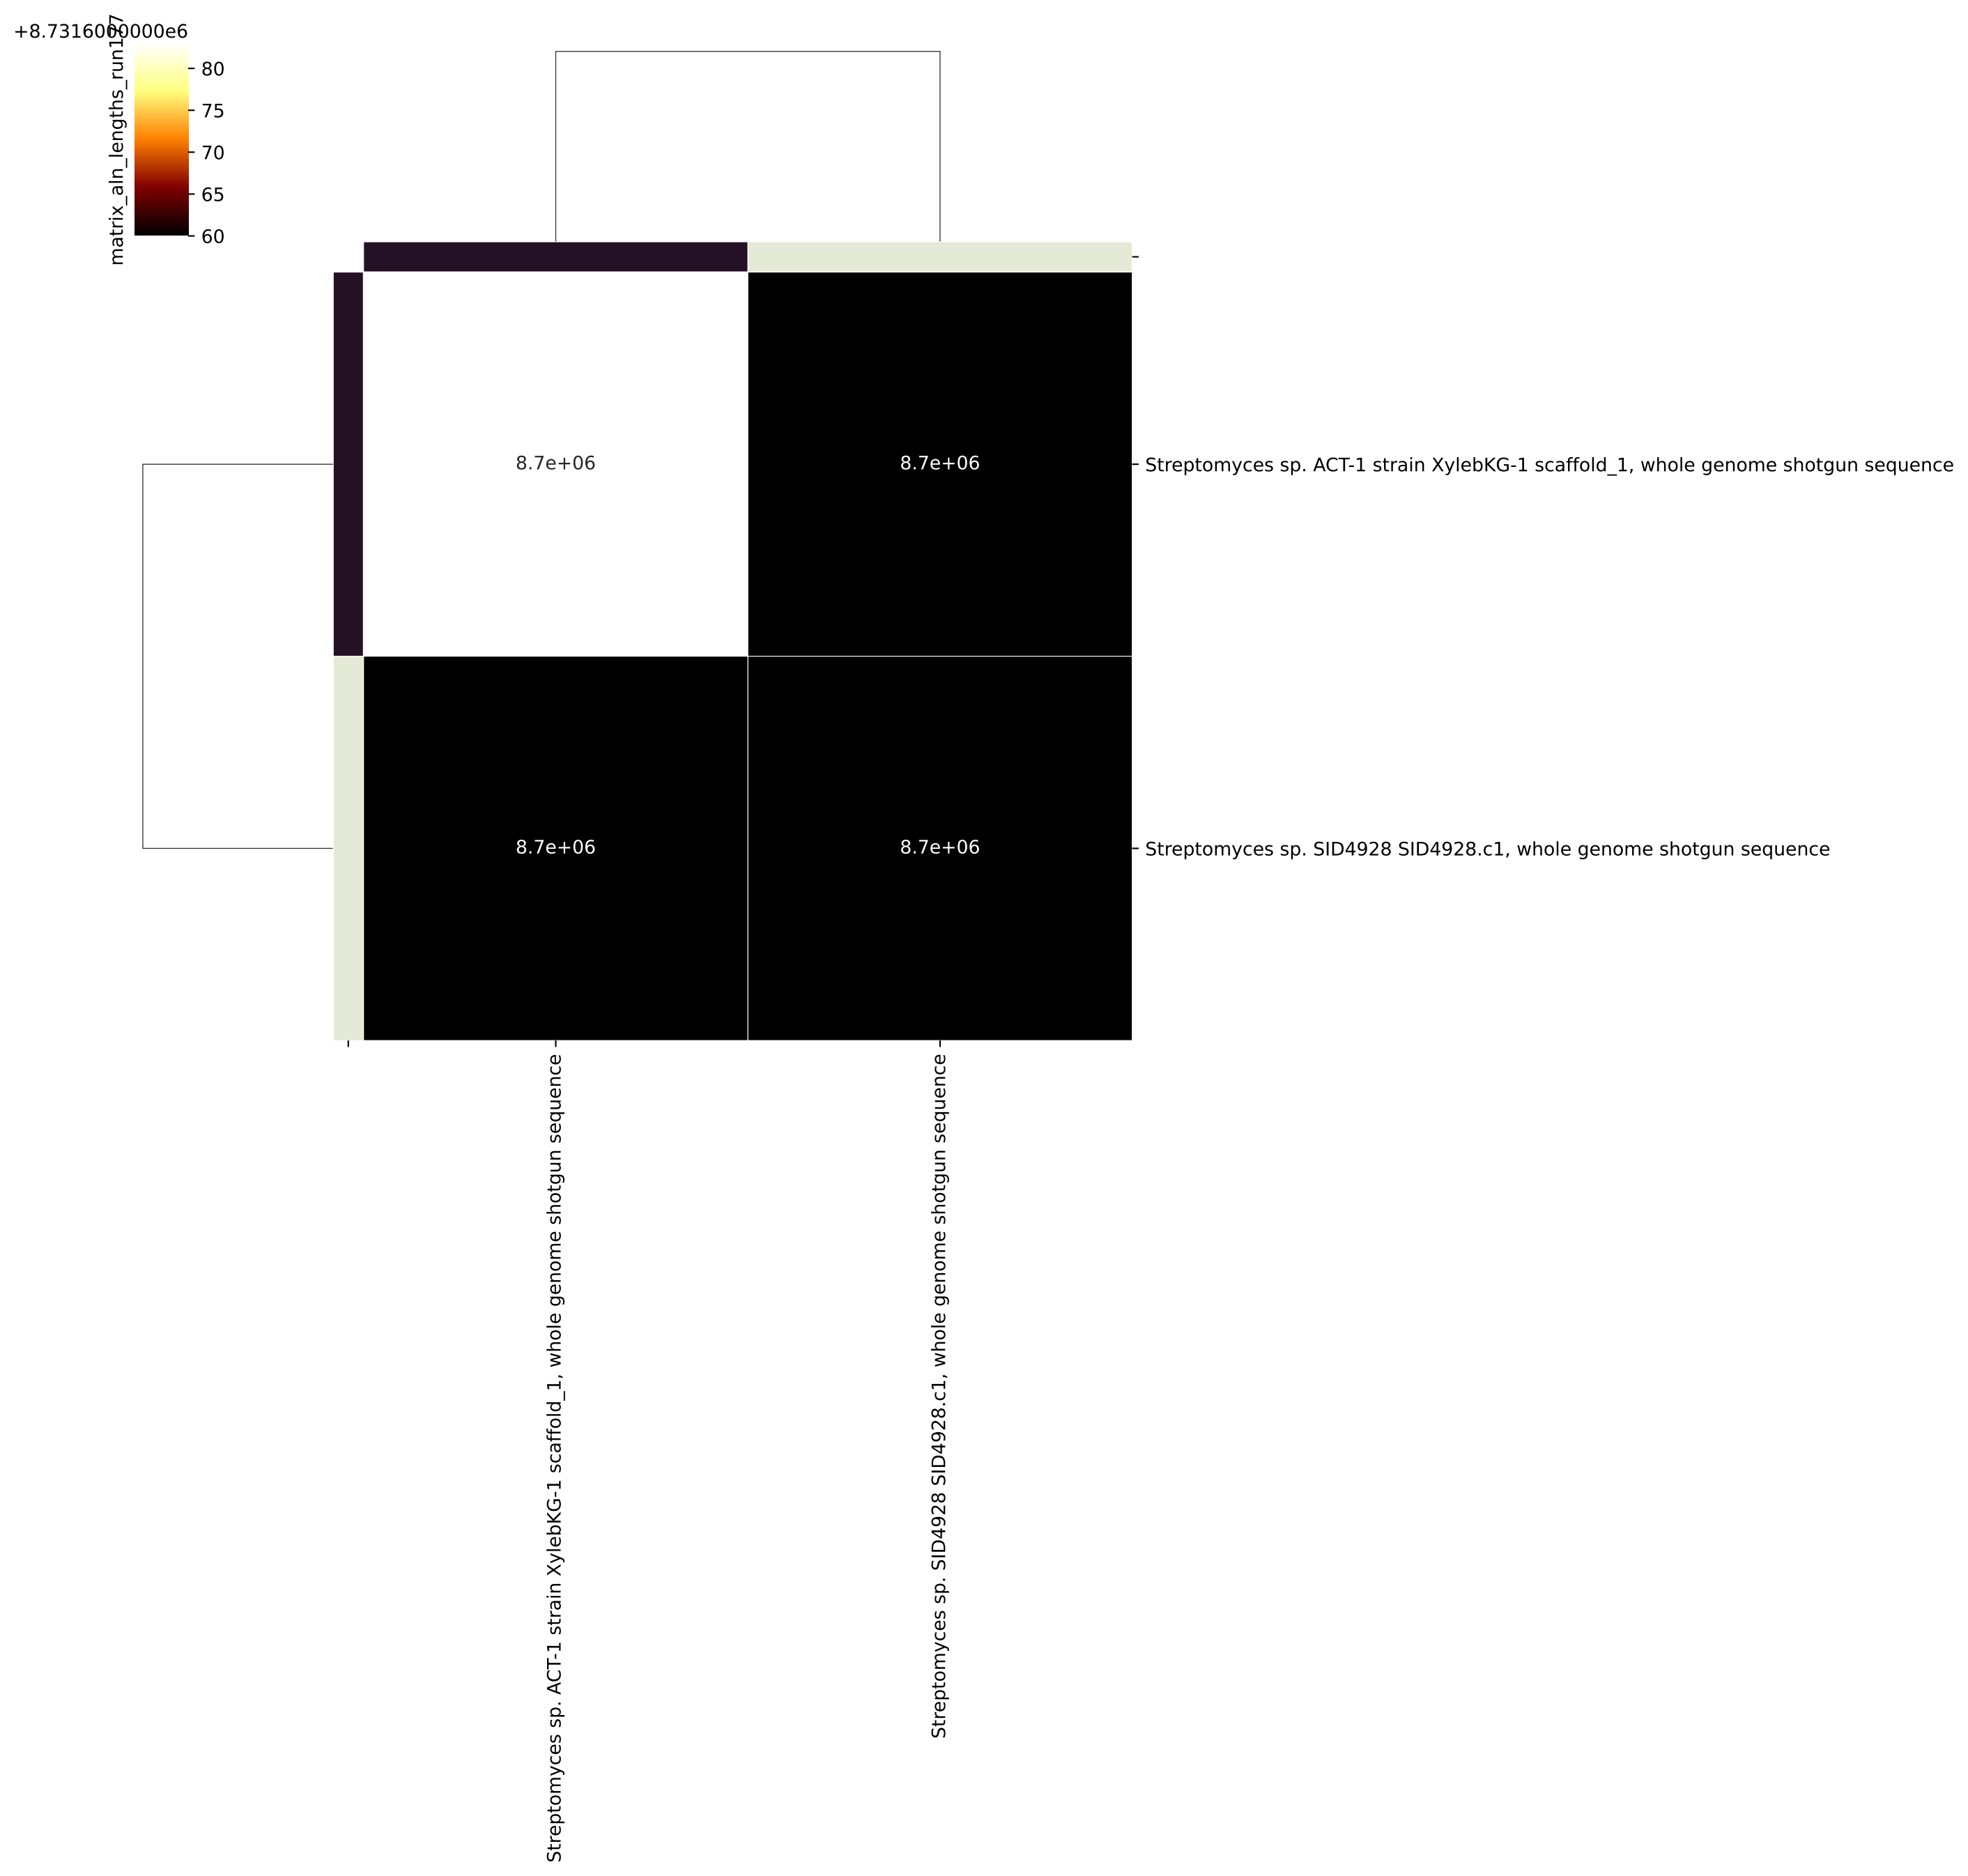 +8.7316000000e6
matrix_aln_lengths_run177
80
75
70
65
60
8.7e+06
8.7e+06
Streptomyces sp. ACT-1 strain XylebKG-1 scaffold_1, whole genome shotgun sequence
8.7e+06
8.7e+06
Streptomyces sp. SID4928 SID4928.c1, whole genome shotgun sequence
Streptomyces sp. ACT-1 strain XylebKG-1 scaffold_1, whole genome shotgun sequence
Streptomyces sp. SID4928 SID4928.c1, whole genome shotgun sequence